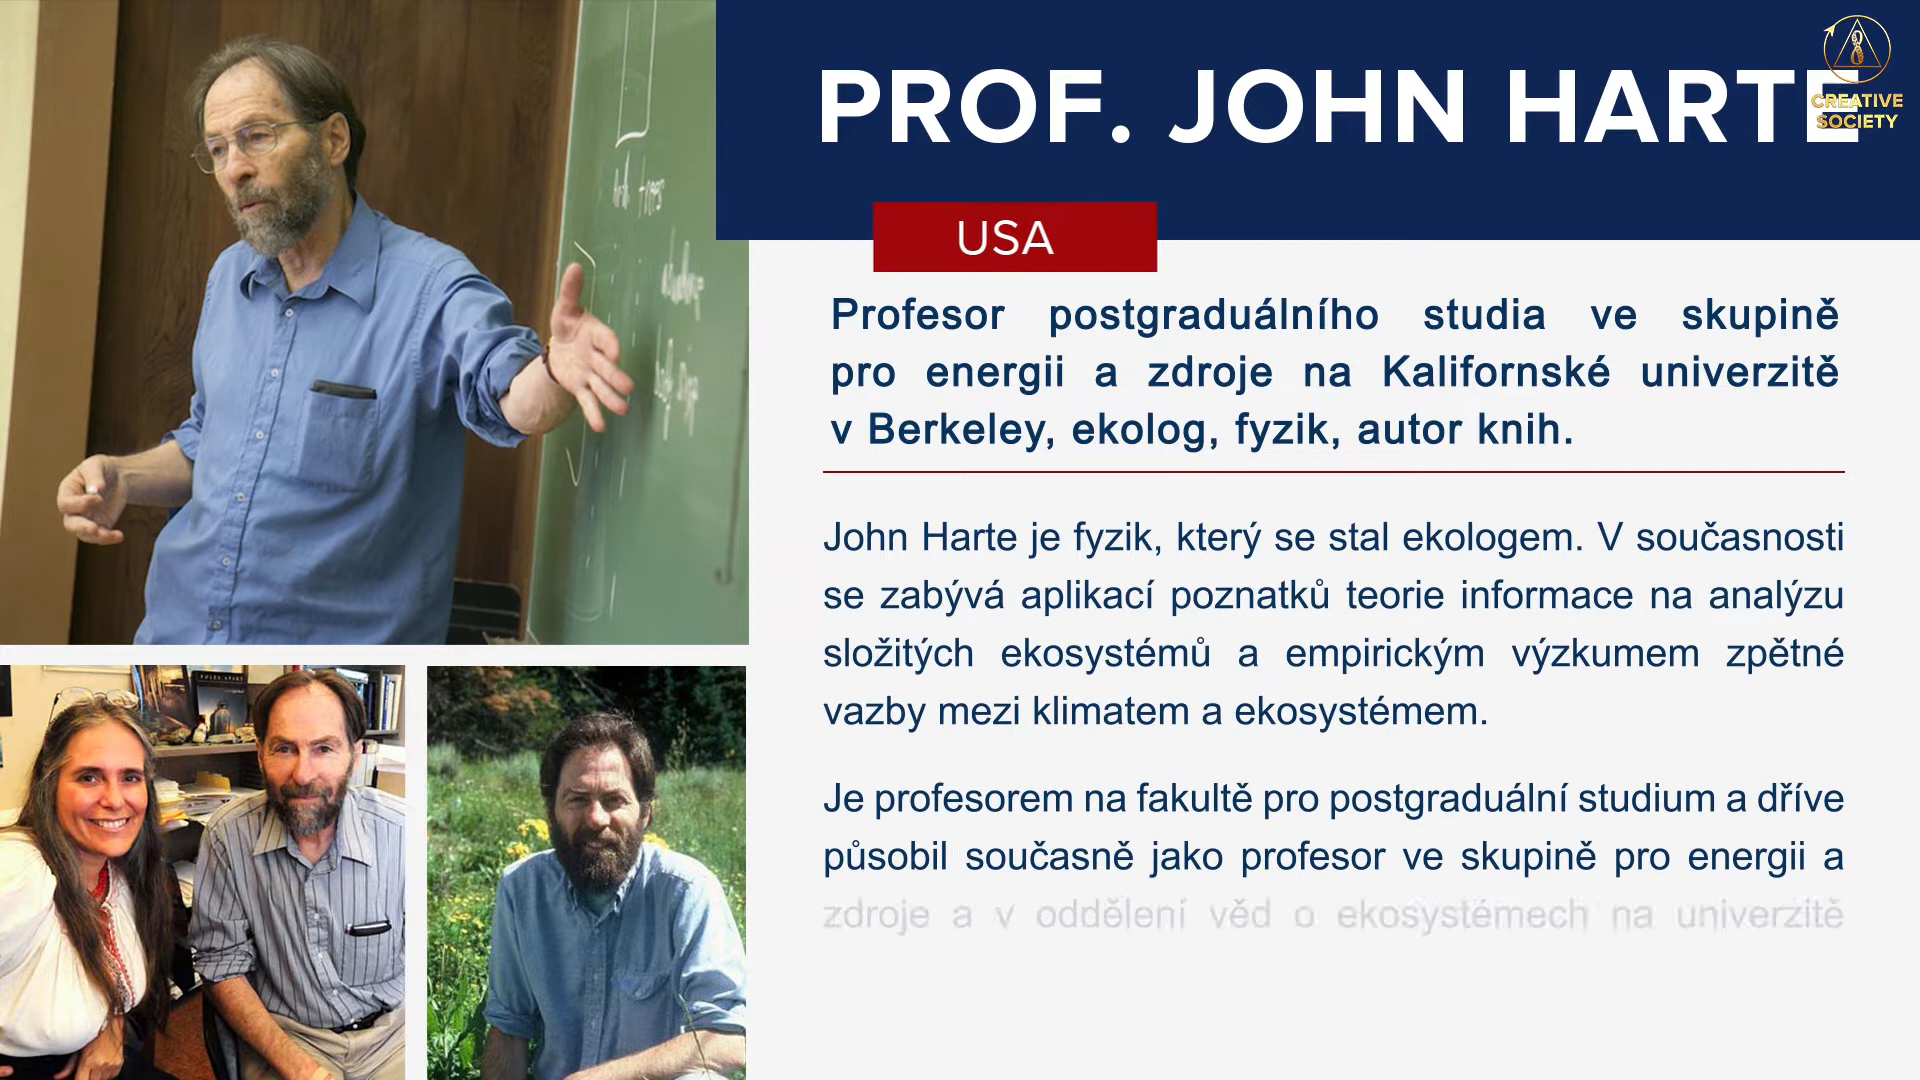 PROF. JOHN HARTE
CREATIVE
SOCIETY
USA
Profesor postgraduálního studia ve skupině
pro energii a zdroje na Kalifornské univerzitě
v Berkeley, ekolog, fyzik, autor knih.
John Harte je fyzik, který se stal ekologem. V současnosti
se zabývá aplikací poznatků teorie informace na analýzu
složitých ekosystémů a empirickým výzkumem zpětné
vazby mezi klimatem a ekosystémem.
Je profesorem na fakultě pro postgraduální studium a dříve
působil současně jako profesor ve skupině pro energii a
zdroje a v oddělení věd o ekosystémech na univerzitě